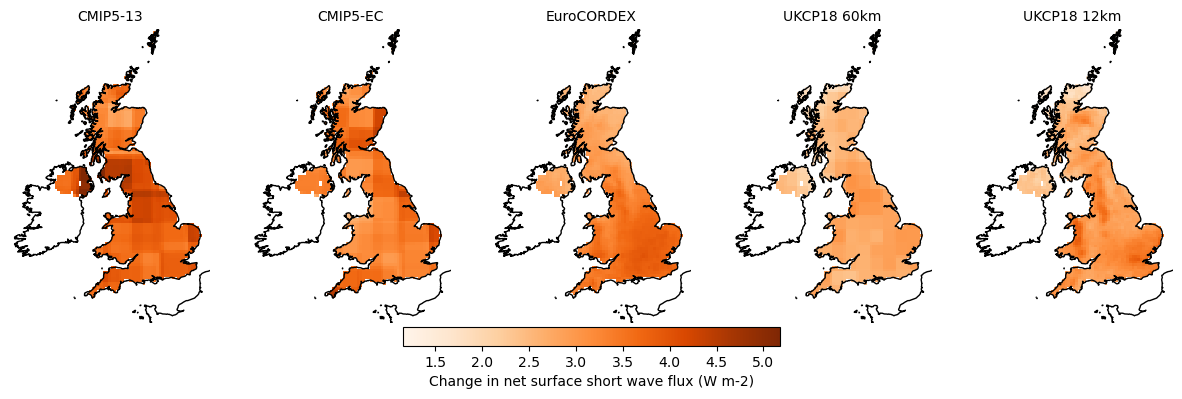 CMIP5-13
CMIP5-EC
EuroCORDEX
UKCP18 60km
UKCP18 12km
1.5 2.0 2.5 3.0 3.5 4.0 4.5 5.0
Change in net surface short wave flux (W m-2)